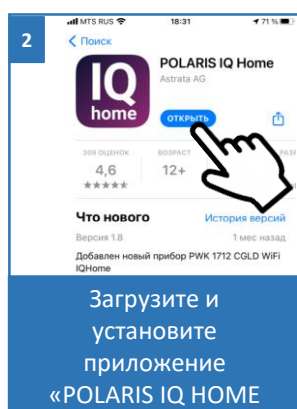 MTS RUS 18:31 71 %
2
Поиск
IQ
home
POLARIS IQ Home
Astrata AG
ОТКРЫТЬ
309 ОЦЕНОК ВОЗРАСТ
4,6 12+
Что нового История версий
Версия 1.8 1 мес назад
Добавлен новый прибор PWK 1712 CGLD WiFi
IQHome
Загрузите и
установите
приложение
«POLARIS IQ HOME